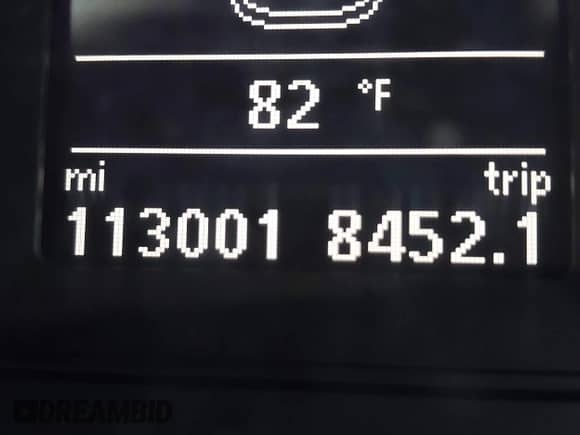 82 °F
mi trip
113001 8452.1
DREAMBID